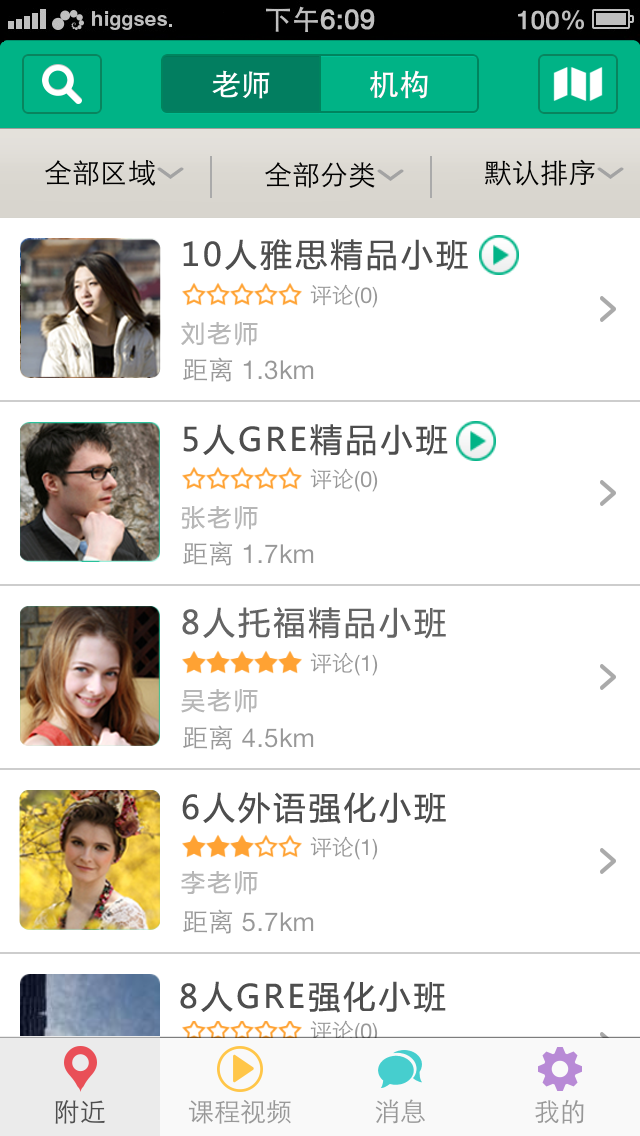 higgses. 下午6:09 100%
老师 机构
全部区域 全部分类 默认排序
10人雅思精品小班
评论(0)
刘老师
距离 1.3km
5人GRE精品小班
评论(0)
张老师
距离 1.7km
8人托福精品小班
评论(1)
吴老师
距离 4.5km
6人外语强化小班
评论(1)
李老师
距离 5.7km
8人GRE强化小班
评论(0)
附近 课程视频 消息 我的